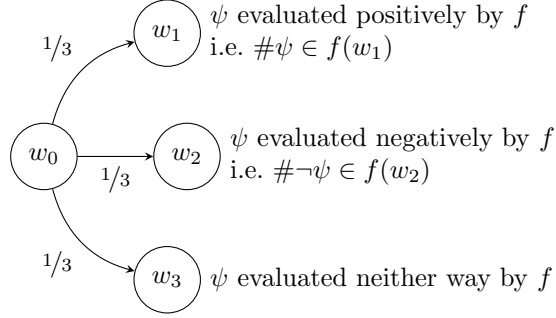 w₁
ψ evaluated positively by f
i.e. #ψ ∈ f(w₁)
1/3
w₀
1/3
w₂
ψ evaluated negatively by f
i.e. #¬ψ ∈ f(w₂)
1/3
w₃
ψ evaluated neither way by f